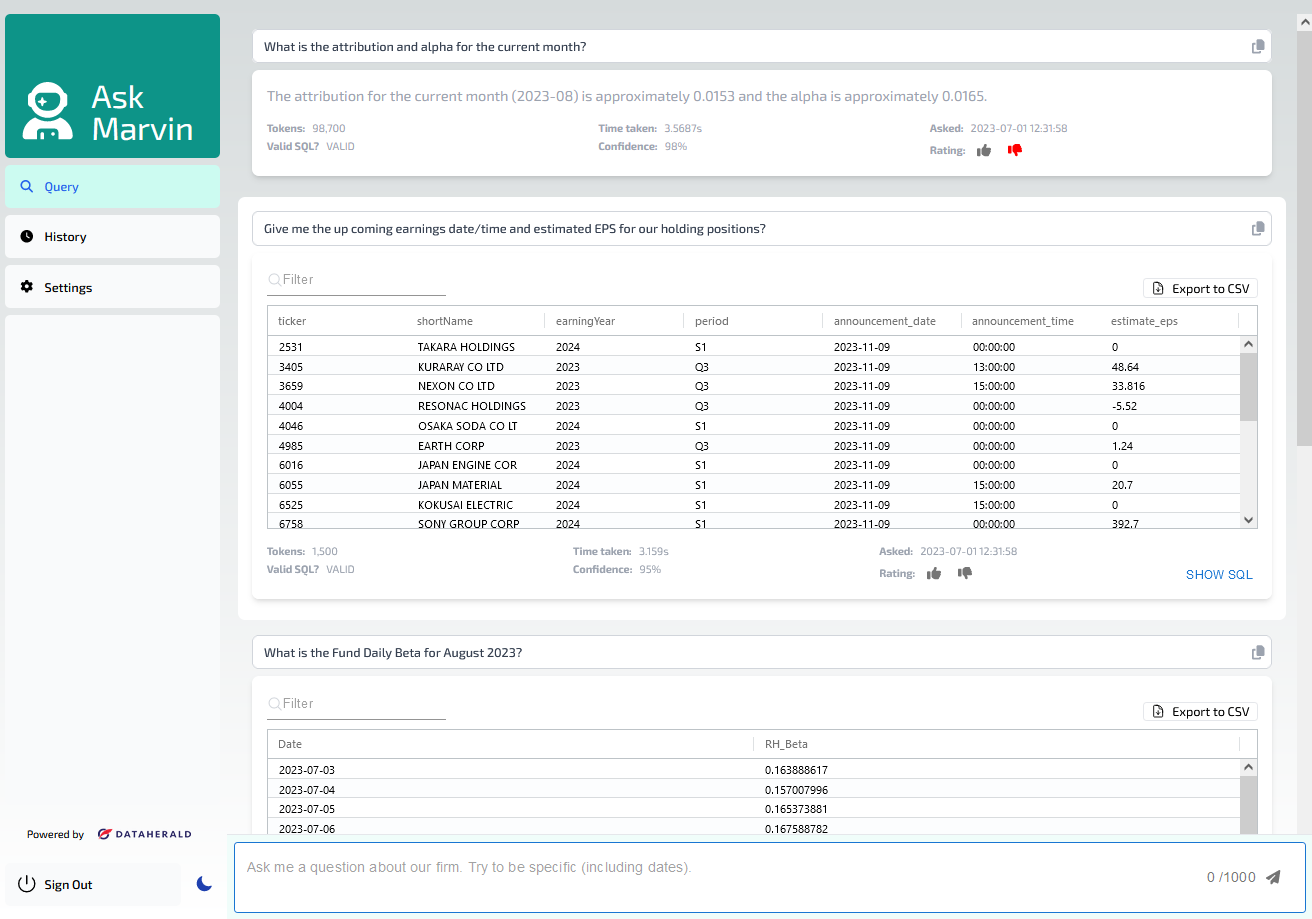 Ask
Marvin
Query
History
Settings
Powered by DATAHERALD
Sign Out
What is the attribution and alpha for the current month?
The attribution for the current month (2023-08) is approximately 0.0153 and the alpha is approximately 0.0165.
Tokens: 98,700 Time taken: 3.5687s Asked: 2023-07-01 12:31:58
Valid SQL? VALID Confidence: 98% Rating:
Give me the up coming earnings date/time and estimated EPS for our holding positions?
Filter
Export to CSV
ticker shortName earningYear period announcement_date announcement_time estimate_eps
2531 TAKARA HOLDINGS 2024 S1 2023-11-09 00:00:00 0
3405 KURARAY CO LTD 2023 Q3 2023-11-09 13:00:00 48.64
3659 NEXON CO LTD 2023 Q3 2023-11-09 15:00:00 33.816
4004 RESONAC HOLDINGS 2023 Q3 2023-11-09 00:00:00 -5.52
4046 OSAKA SODA CO LT 2024 S1 2023-11-09 00:00:00 0
4985 EARTH CORP 2023 Q3 2023-11-09 00:00:00 1.24
6016 JAPAN ENGINE COR 2024 S1 2023-11-09 00:00:00 0
6055 JAPAN MATERIAL 2024 S1 2023-11-09 15:00:00 20.7
6525 KOKUSAI ELECTRIC 2024 S1 2023-11-09 15:00:00 0
6758 SONY GROUP CORP 2024 S1 2023-11-09 00:00:00 392.7
Tokens: 1,500 Time taken: 3.159s Asked: 2023-07-01 12:31:58
Valid SQL? VALID Confidence: 95% Rating:
SHOW SQL
What is the Fund Daily Beta for August 2023?
Filter
Export to CSV
Date RH_Beta
2023-07-03 0.163888617
2023-07-04 0.157007996
2023-07-05 0.165373881
2023-07-06 0.167588782
Ask me a question about our firm. Try to be specific (including dates).
0 /1000